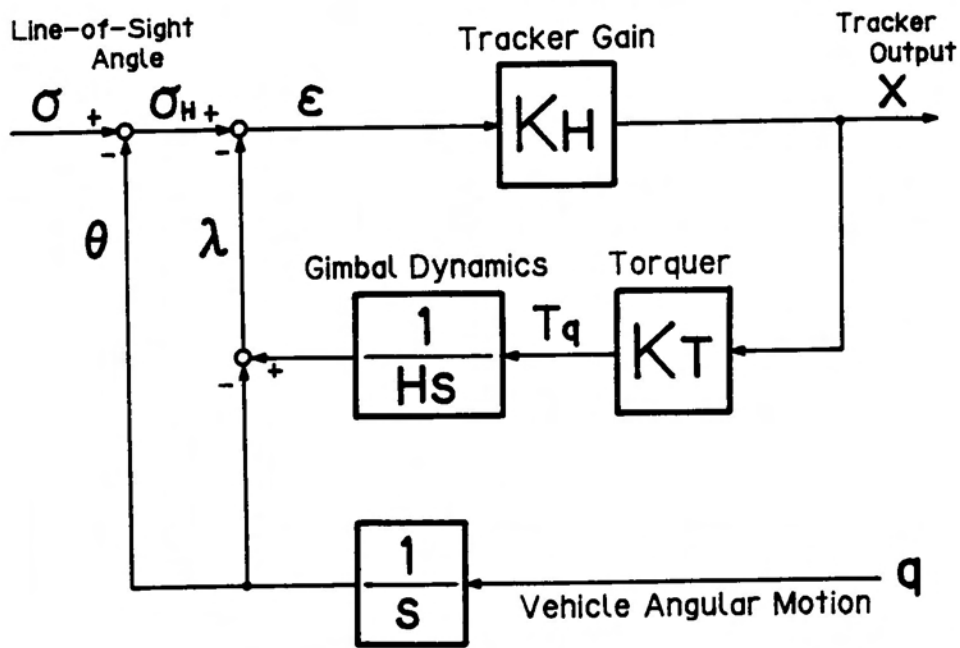 Line-of-Sight
Angle
Tracker Gain
Tracker
Output
σ
+
σH
+
ε
KH
X
-
-
θ
λ
Gimbal Dynamics
Torquer
1
Hs
Tq
KT
-
+
1
s
q
Vehicle Angular Motion